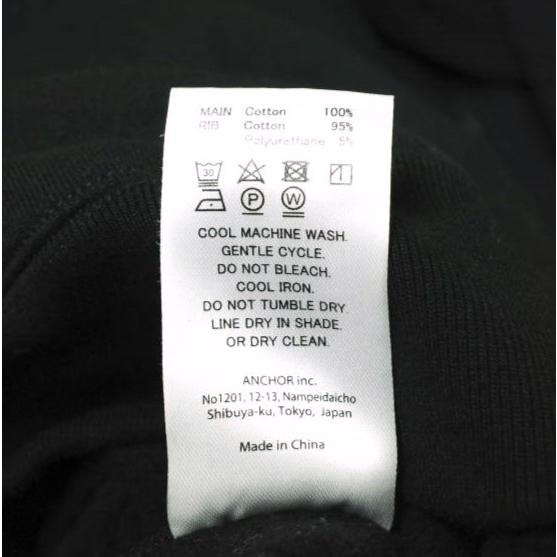 MAIN Cotton 100%
RIB Cotton 95%
Polyurethane 5%
30
P W
COOL MACHINE WASH.
GENTLE CYCLE.
DO NOT BLEACH.
COOL IRON.
DO NOT TUMBLE DRY.
LINE DRY IN SHADE.
OR DRY CLEAN.
ANCHOR inc.
No1201, 12-13, Nampeidaicho
Shibuya-ku, Tokyo, Japan
Made in China